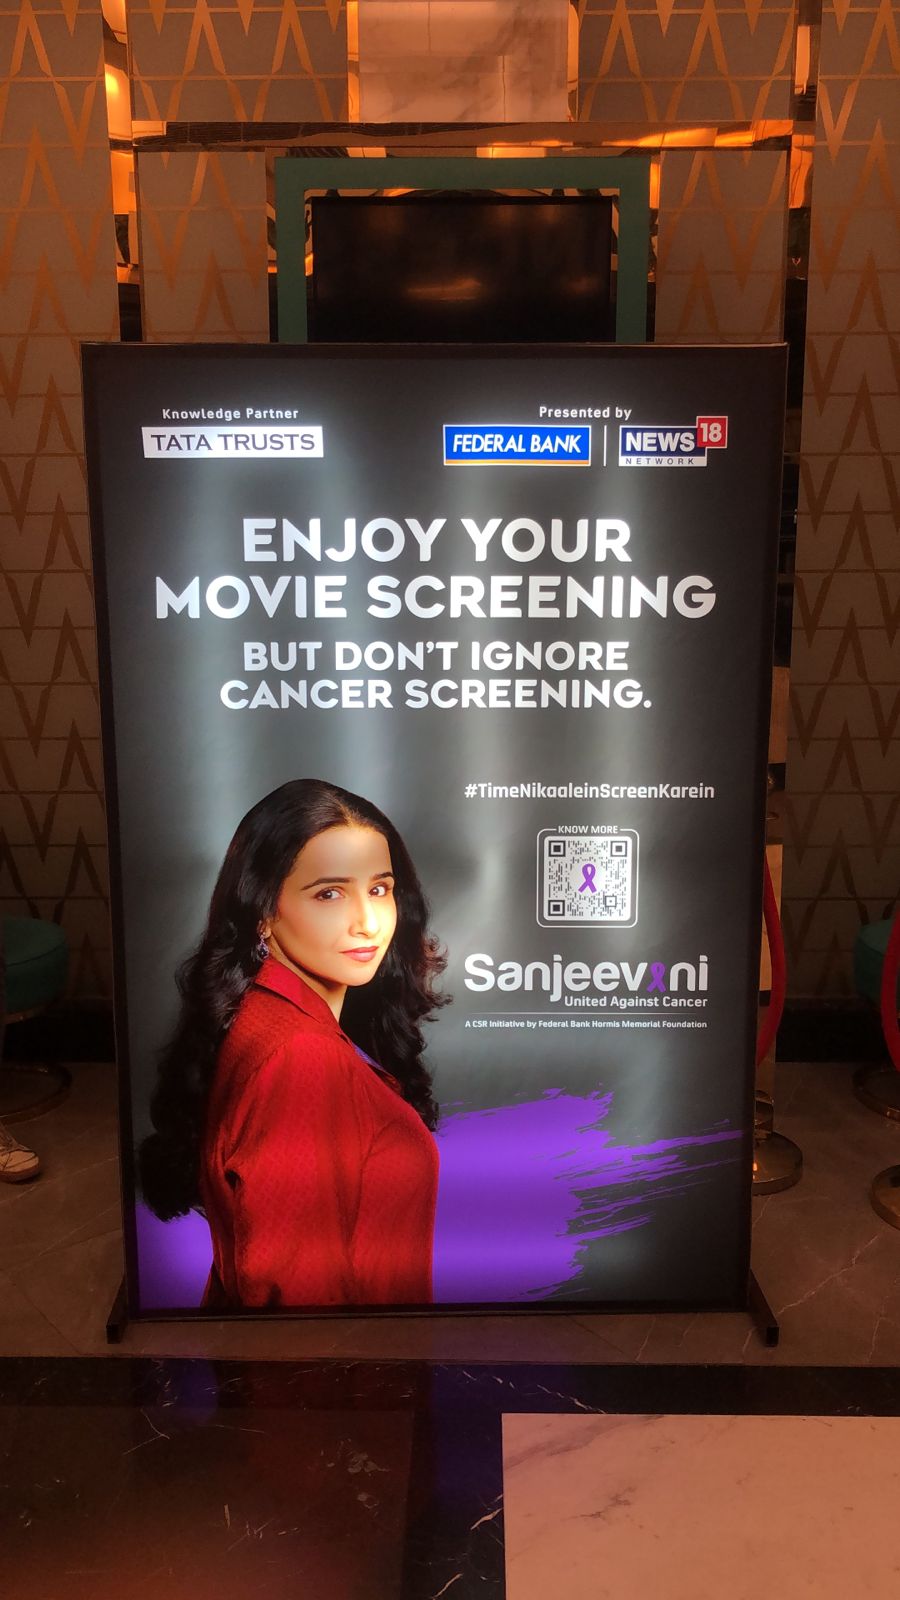 Knowledge Partner
TATA TRUSTS
Presented by
FEDERAL BANK
NEWS 18
NETWORK
ENJOY YOUR
MOVIE SCREENING
BUT DON'T IGNORE
CANCER SCREENING.
#TimeNikaaleinScreenKarein
KNOW MORE
Sanjeevani
United Against Cancer
A CSR Initiative by Federal Bank Hormis Memorial Foundation